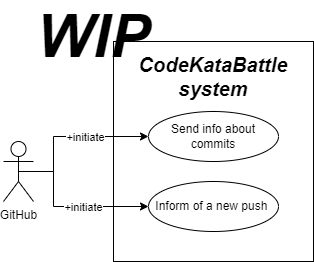 WIP
CodeKataBattle
system
+initiate
Send info about
commits
GitHub
+initiate
Inform of a new push